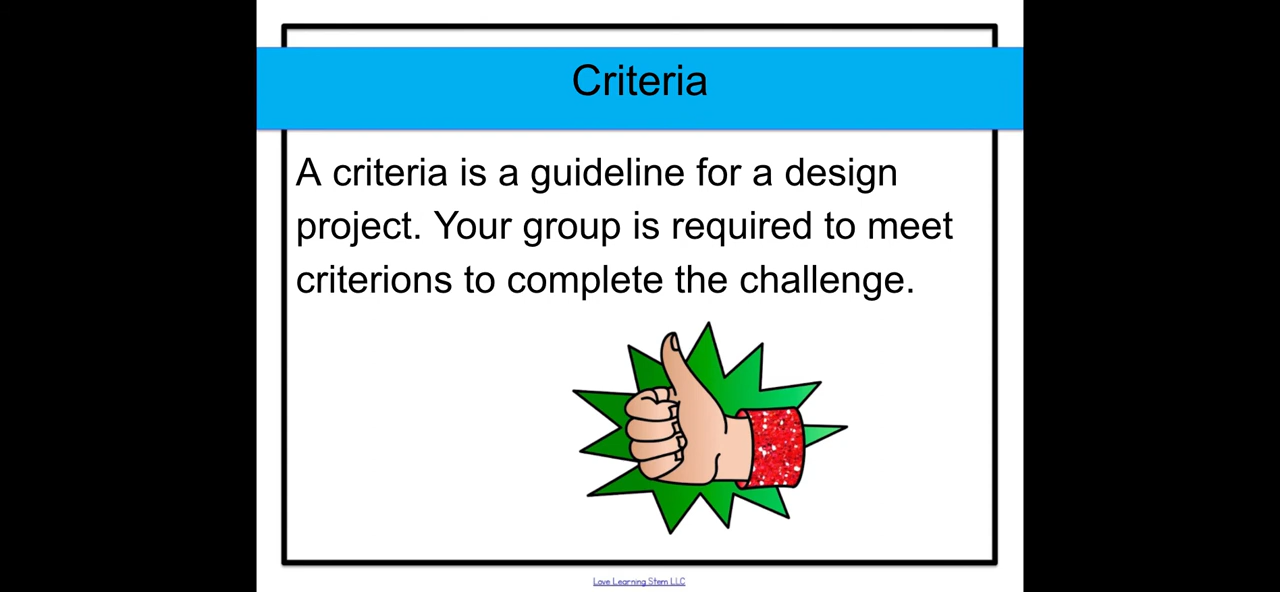 Criteria
A criteria is a guideline for a design
project. Your group is required to meet
criterions to complete the challenge.
Love Learning Stem LLC